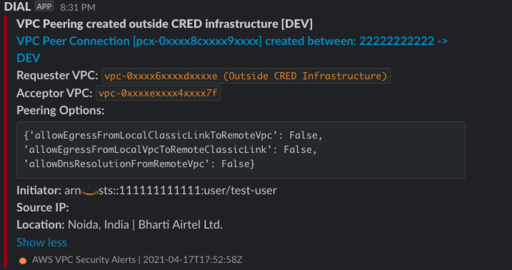 DIAL APP 8:31 PM
VPC Peering created outside CRED infrastructure [DEV]
VPC Peer Connection [pcx-0xxxx8cxxxx9xxxx] created between: 22222222222 ->
DEV
Requester VPC: vpc-0xxxx6xxxxdxxxxe (Outside CRED Infrastructure)
Acceptor VPC: vpc-0xxxxexxxx4xxxx7f
Peering Options:
{'allowEgressFromLocalClassicLinkToRemoteVpc': False,
'allowEgressFromLocalVpcToRemoteClassicLink': False,
'allowDnsResolutionFromRemoteVpc': False}
Initiator: arn sts::111111111111:user/test-user
Source IP:
Location: Noida, India | Bharti Airtel Ltd.
Show less
AWS VPC Security Alerts | 2021-04-17T17:52:58Z